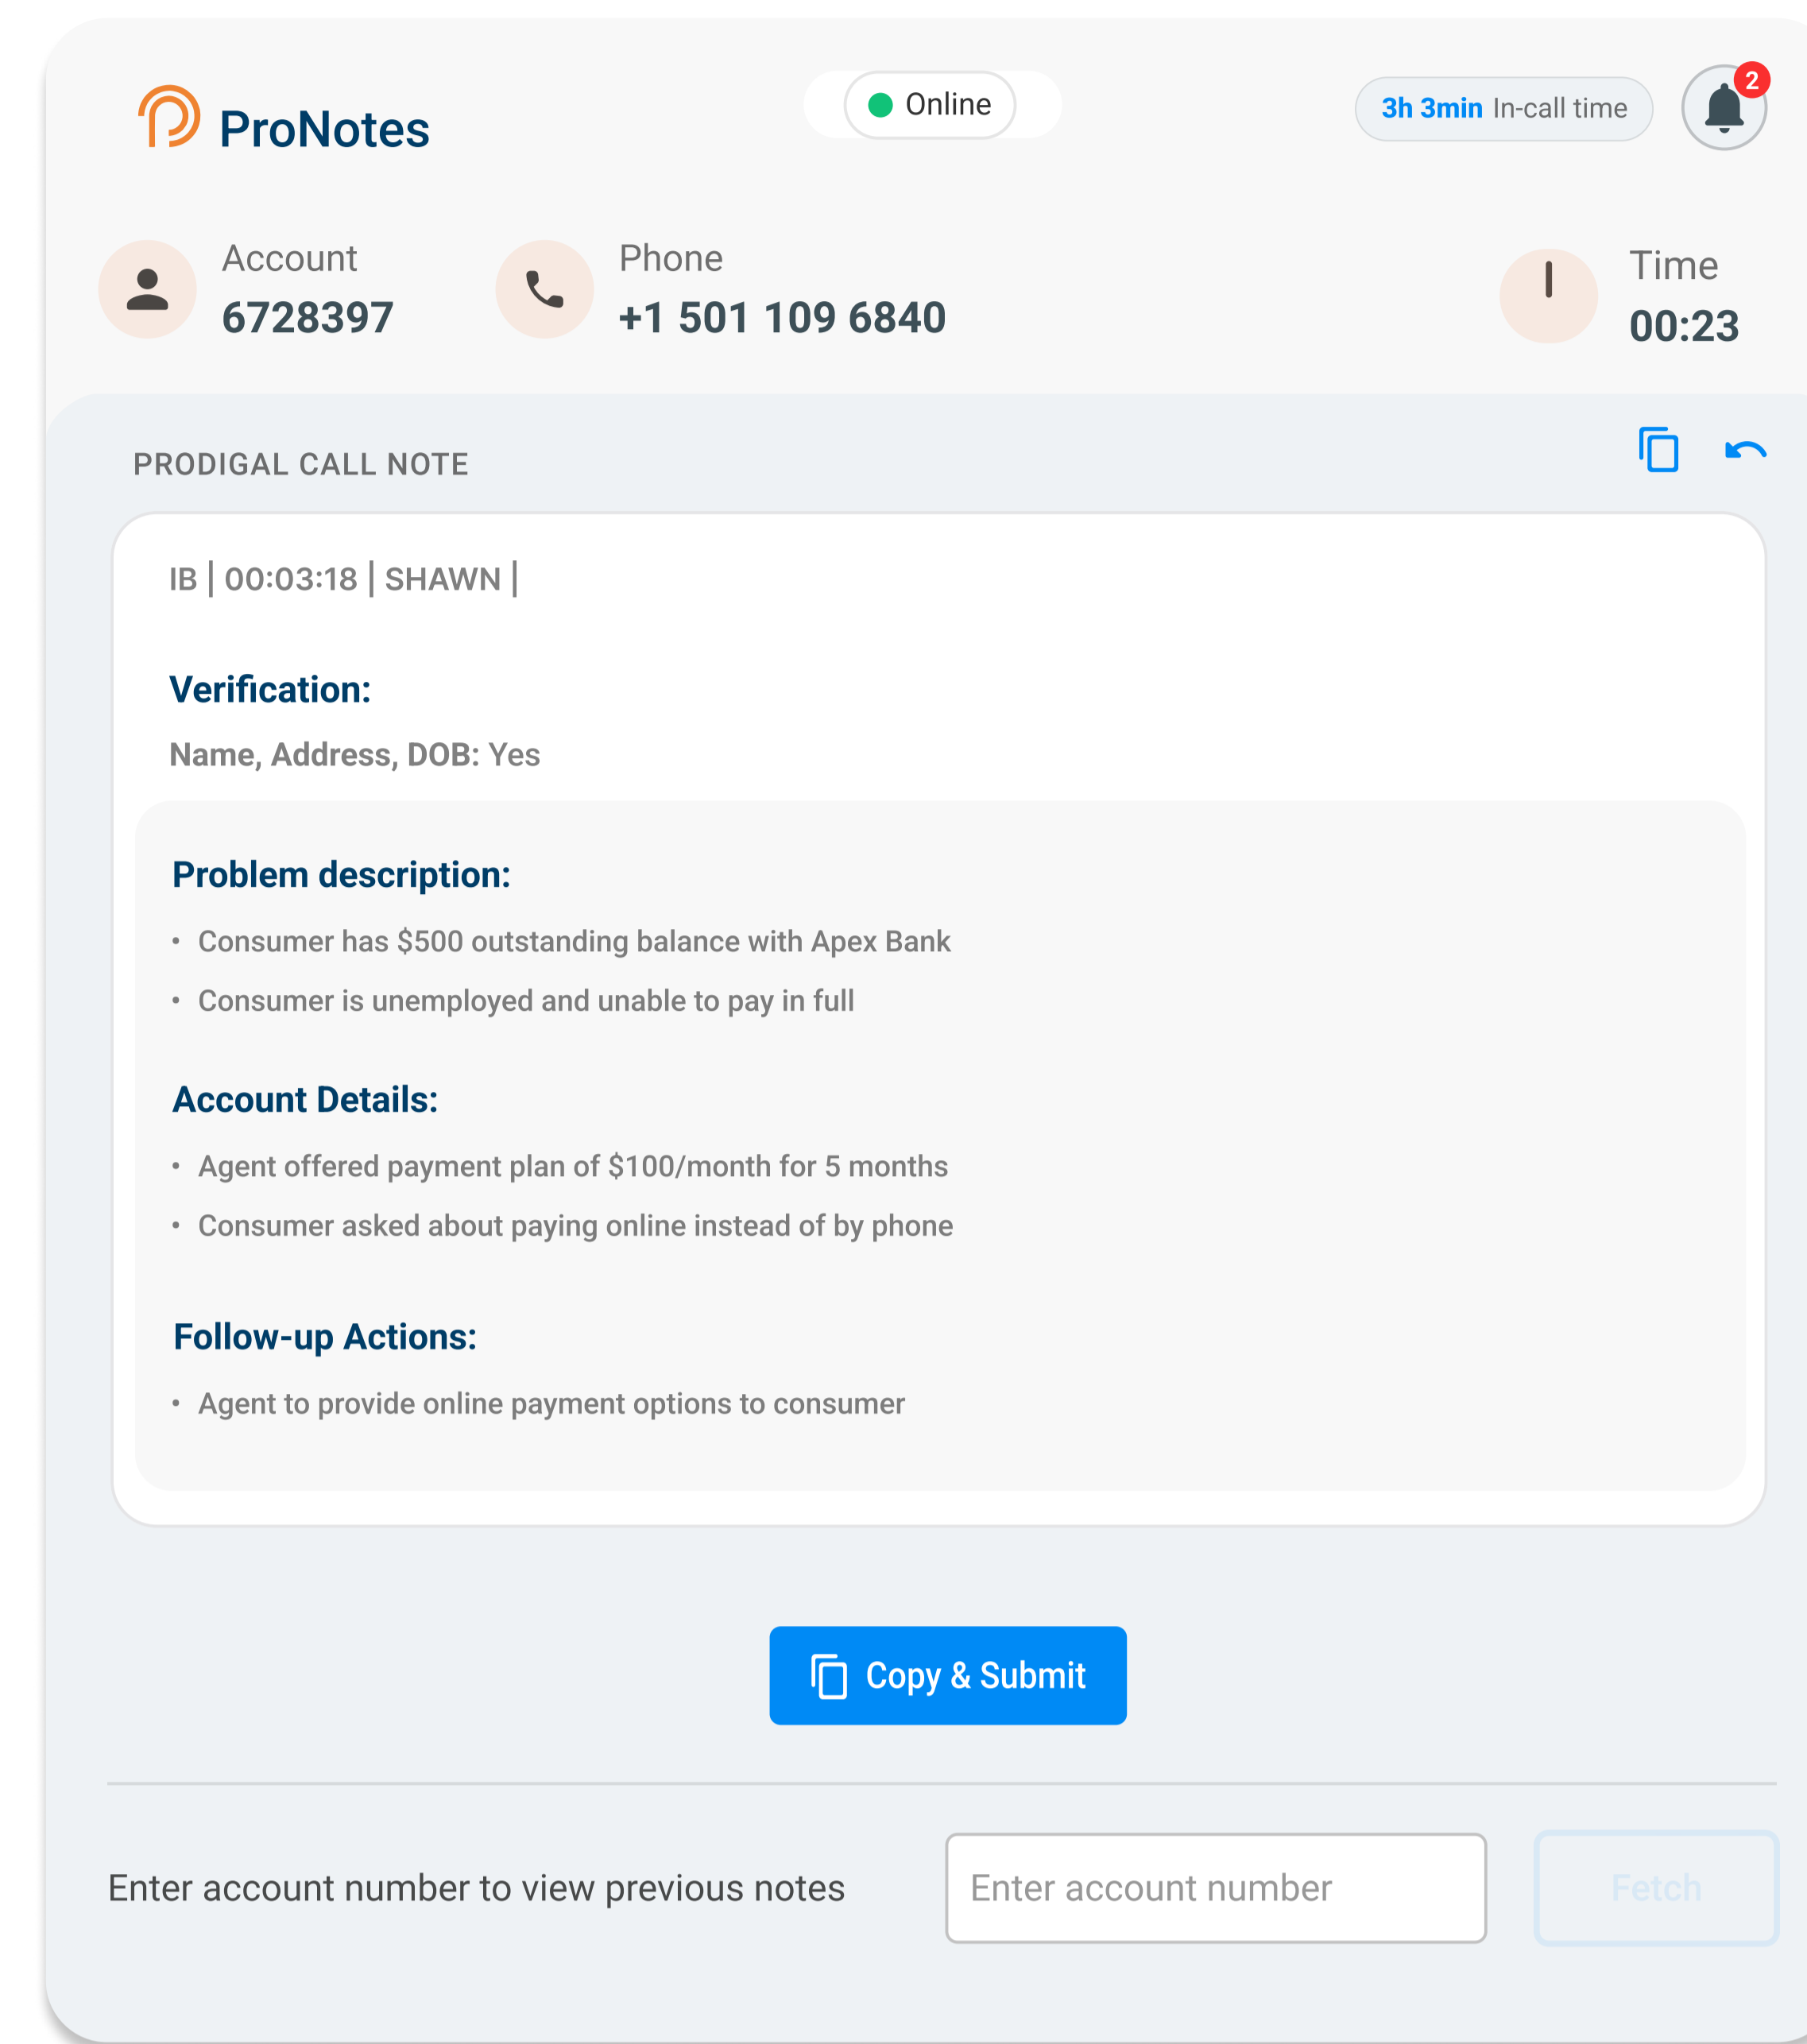 ProNotes
Online
3h 3min In-call time
2
Account
6728397
Phone
+1 501 109 6840
Time
00:23
PRODIGAL CALL NOTE
IB | 00:03:18 | SHAWN |
Verification:
Name, Address, DOB: Yes
Problem description:
• Consumer has $500 outstanding balance with Apex Bank
• Consumer is unemployed and unable to pay in full
Account Details:
• Agent offered payment plan of $100/month for 5 months
• Consumer asked about paying online instead of by phone
Follow-up Actions:
• Agent to provide online payment options to consumer
Copy & Submit
Enter account number to view previous notes
Enter account number
Fetch